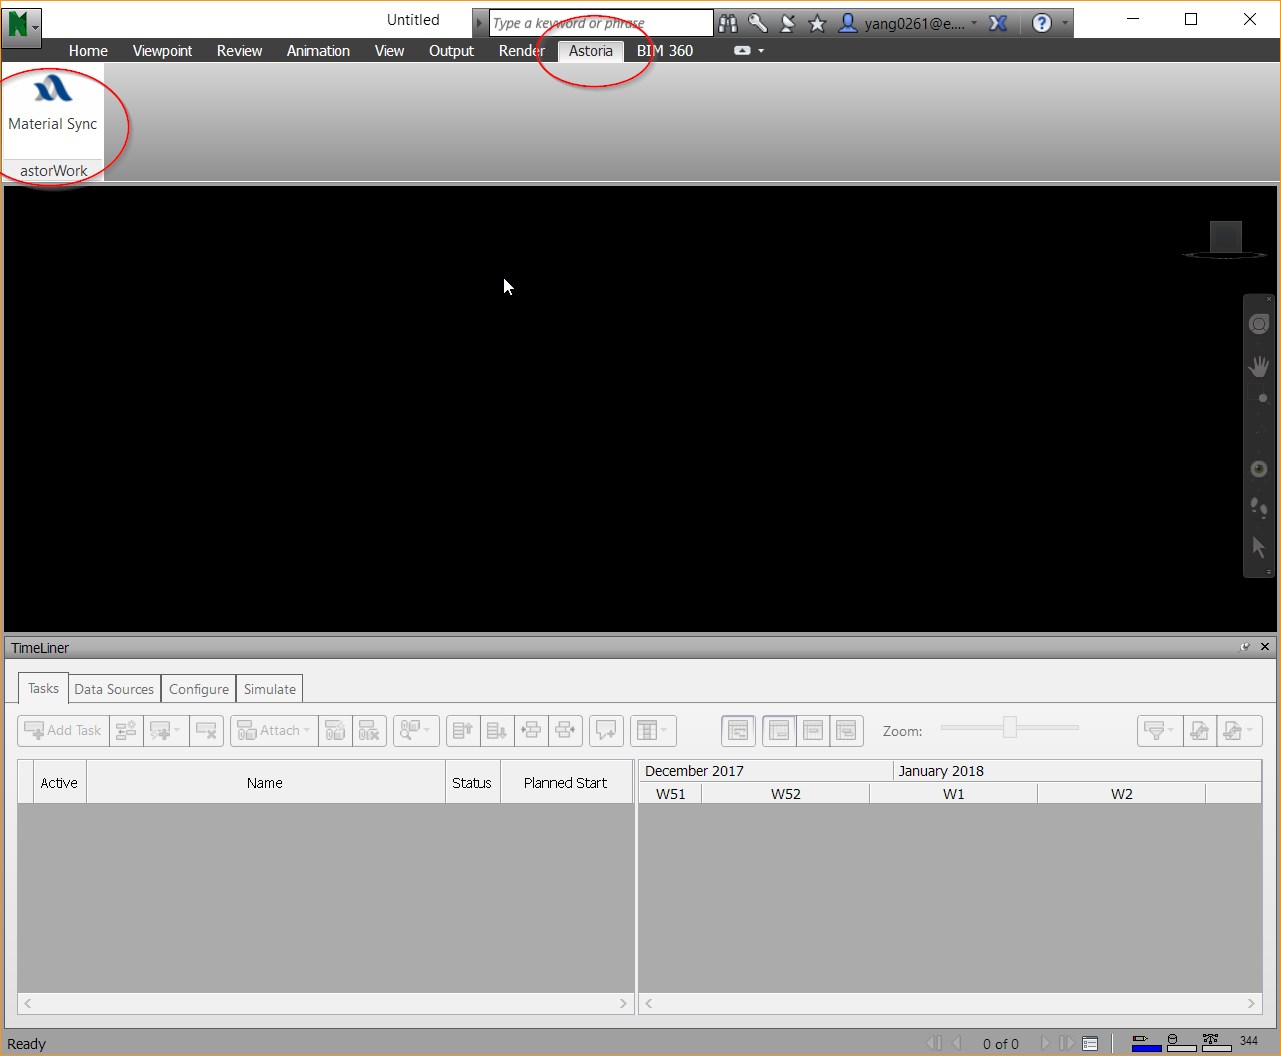 Untitled
Type a keyword or phrase
yang0261@e....
Home Viewpoint Review Animation View Output Render Astoria BIM 360
Material Sync
astorWork
TimeLiner
Tasks Data Sources Configure Simulate
Add Task Attach Zoom:
Active Name Status Planned Start
December 2017 January 2018
W51 W52 W1 W2
Ready 0 of 0 344